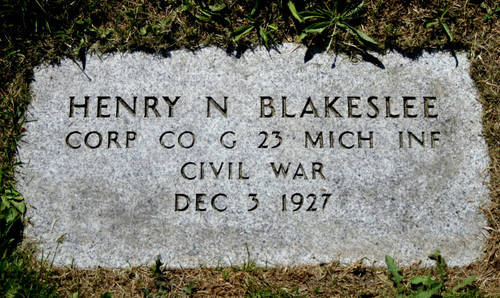 HENRY N BLAKESLEE
CORP CO G 23 MICH INF
CIVIL WAR
DEC 3 1927